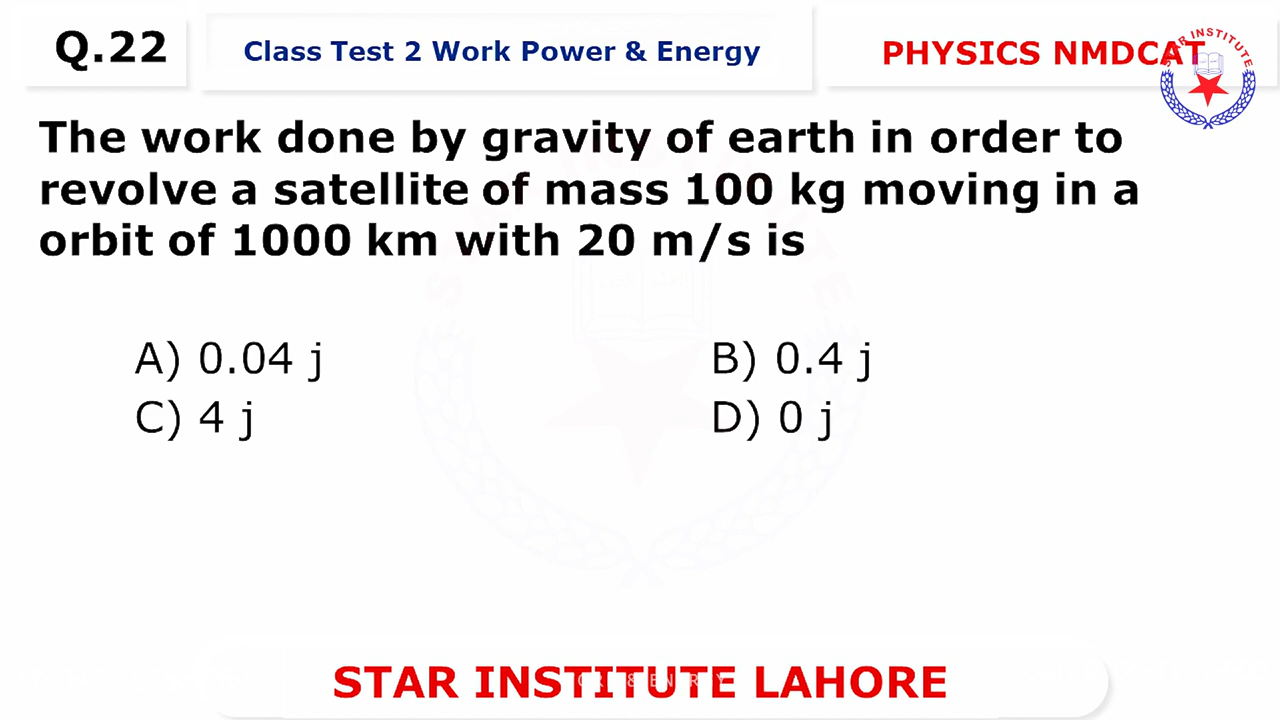 Q.22
Class Test 2 Work Power & Energy
PHYSICS NMDCAT
STAR INSTITUTE
The work done by gravity of earth in order to
revolve a satellite of mass 100 kg moving in a
orbit of 1000 km with 20 m/s is
A) 0.04 j
B) 0.4 j
C) 4 j
D) 0 j
STAR INSTITUTE LAHORE